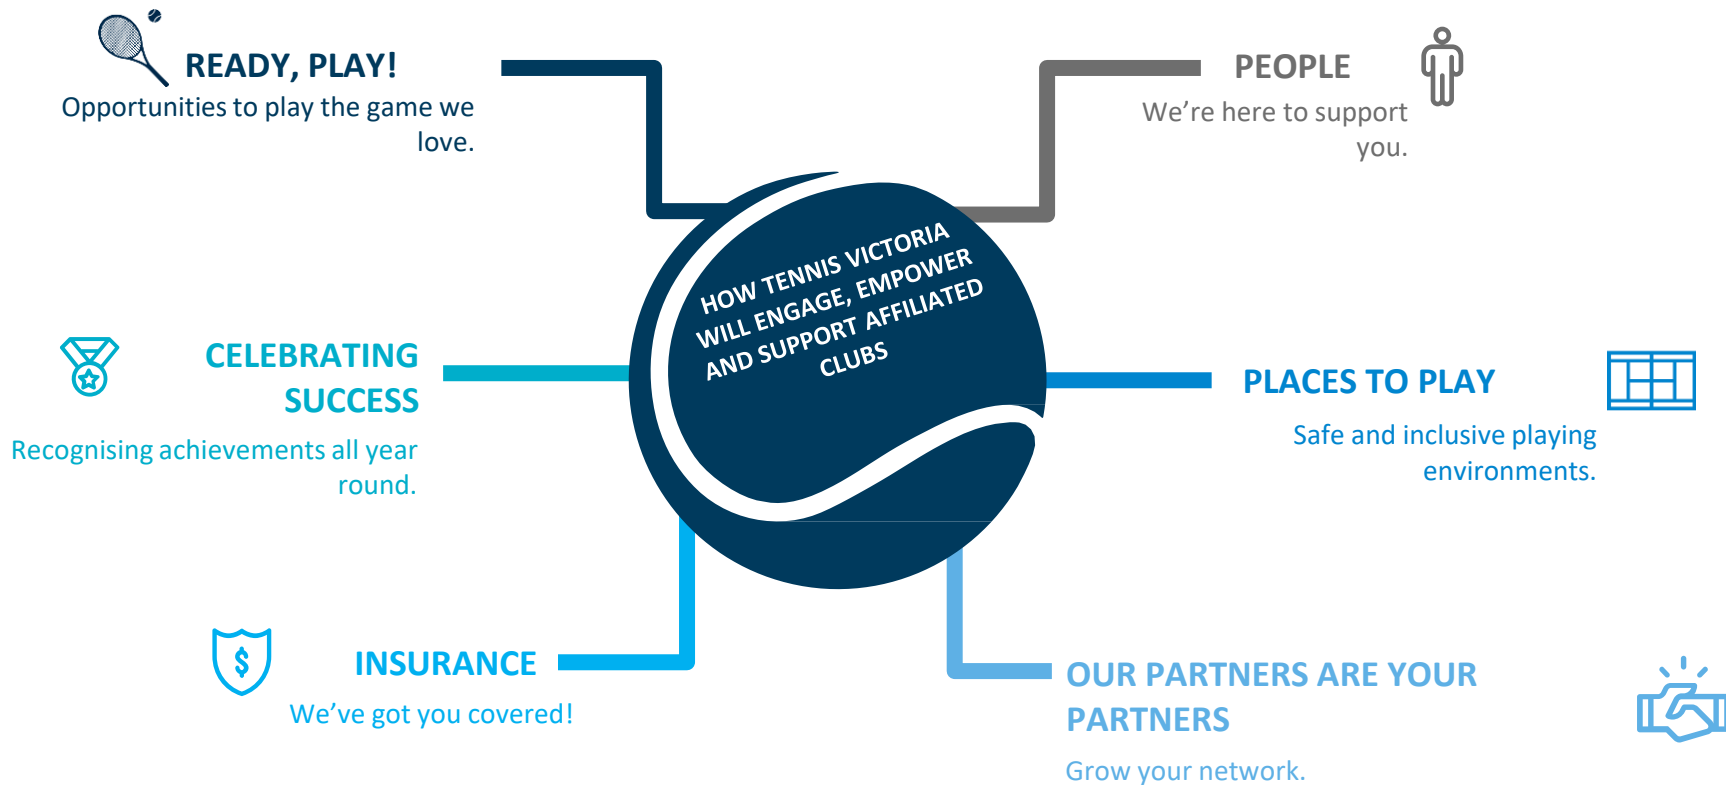 READY, PLAY!
Opportunities to play the game we
love.
PEOPLE
We're here to support
you.
HOW TENNIS VICTORIA
WILL ENGAGE, EMPOWER
AND SUPPORT AFFILIATED
CLUBS
CELEBRATING
SUCCESS
Recognising achievements all year
round.
PLACES TO PLAY
Safe and inclusive playing
environments.
$
INSURANCE
We've got you covered!
OUR PARTNERS ARE YOUR
PARTNERS
Grow your network.